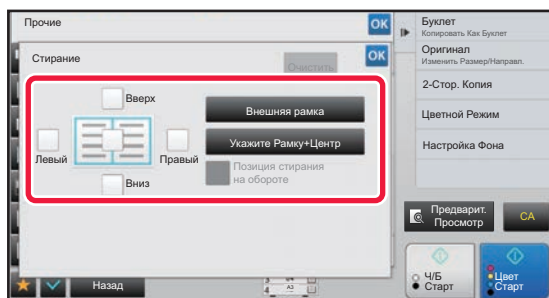 Прочие
OK
Стирание
Очистить
OK
Вверх
Левый
Правый
Вниз
Внешняя рамка
Укажите Рамку+Центр
Позиция стирания
на обороте
Назад
Буклет
Копировать Как Буклет
Оригинал
Изменить Размер/Направл.
2-Стор. Копия
Цветной Режим
Настройка Фона
Предварит.
Просмотр
CA
Ч/Б
Старт
Цвет
Старт